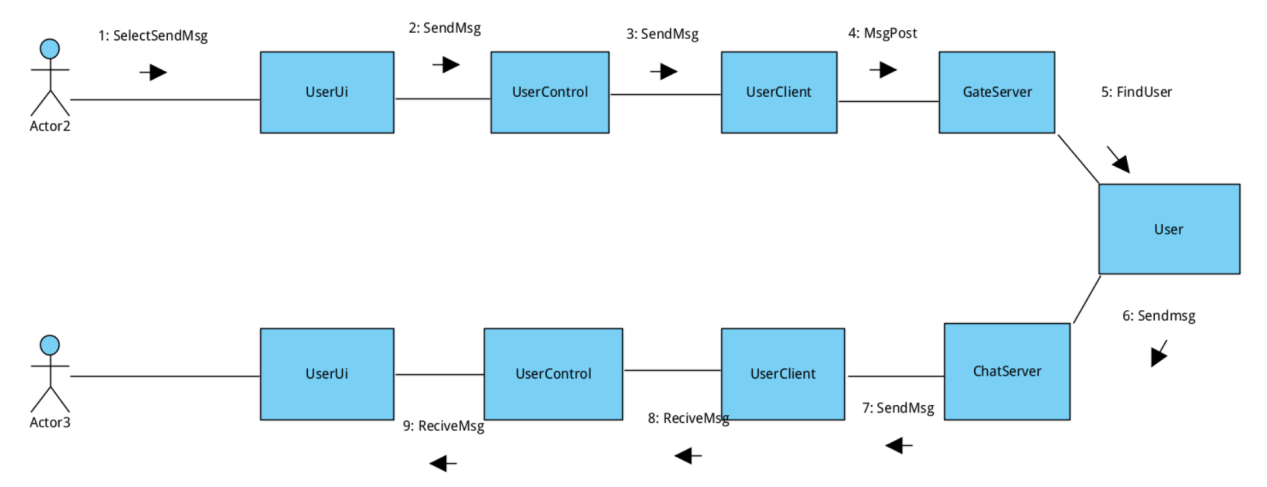 1: SelectSendMsg
2: SendMsg
3: SendMsg
4: MsgPost
Actor2
UserUi
UserControl
UserClient
GateServer
5: FindUser
User
6: Sendmsg
Actor3
UserUi
UserControl
UserClient
ChatServer
9: ReciveMsg
8: ReciveMsg
7: SendMsg